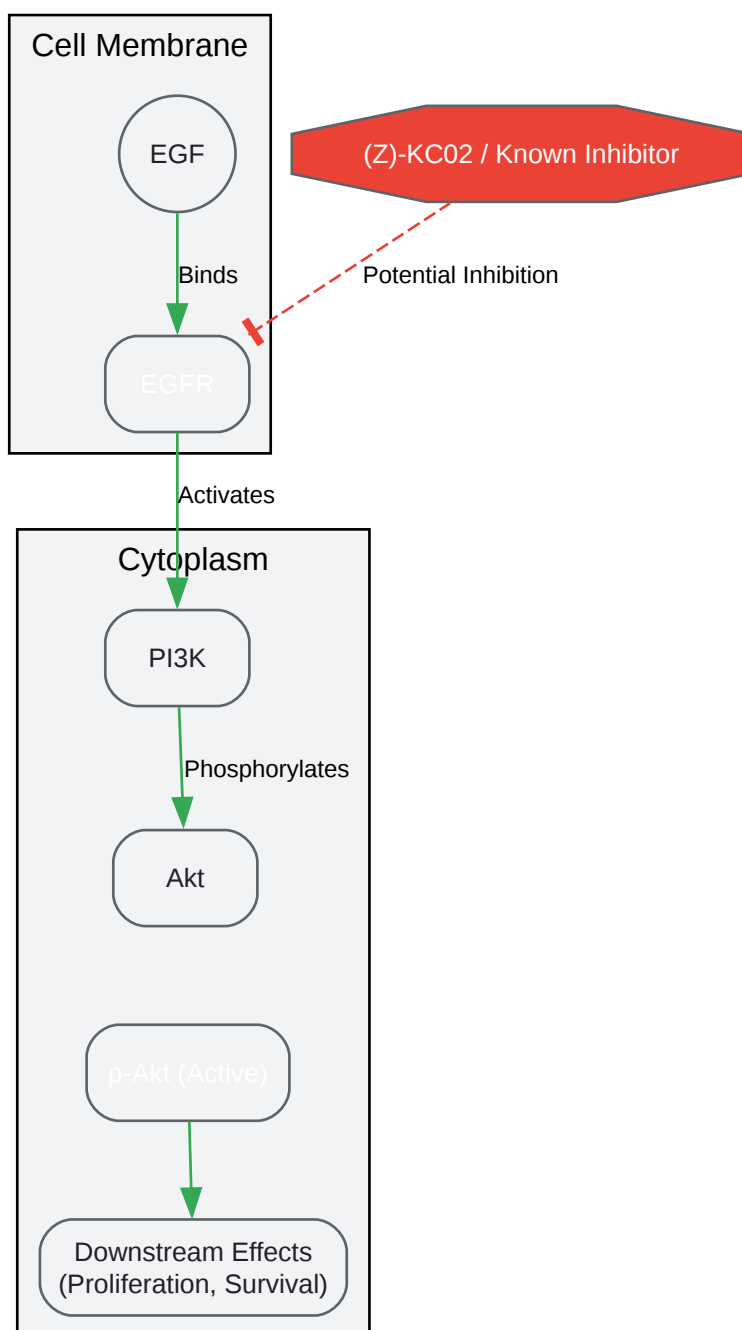 Cell Membrane
EGF
(Z)-KC02 / Known Inhibitor
Binds
Potential Inhibition
EGFR
Activates
Cytoplasm
PI3K
Phosphorylates
Akt
p-Akt (Active)
Downstream Effects
(Proliferation, Survival)